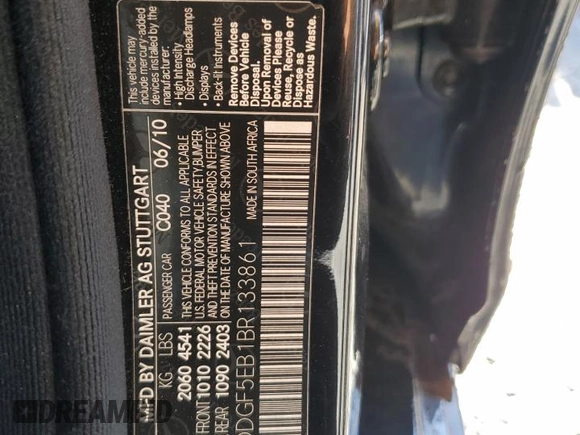 MFD BY DAIMLER AG STUTTGART
KG LBS PASSENGER CAR C040 06/10
2060 4541
FRONT 1010 2226
REAR 1090 2403
THIS VEHICLE CONFORMS TO ALL APPLICABLE
U.S. FEDERAL MOTOR VEHICLE SAFETY, BUMPER
AND THEFT PREVENTION STANDARDS IN EFFECT
ON THE DATE OF MANUFACTURE SHOWN ABOVE
DDGF5EB1BR133861 MADE IN SOUTH AFRICA
This vehicle may
include mercury-added
devices installed by the
manufacturer:
• High Intensity
Discharge Headlamps
• Displays
• Back-lit Instruments
Remove Devices
Before Vehicle
Disposal.
Upon Removal of
Devices Please
Reuse, Recycle or
Dispose as
Hazardous Waste.
DREAMBID